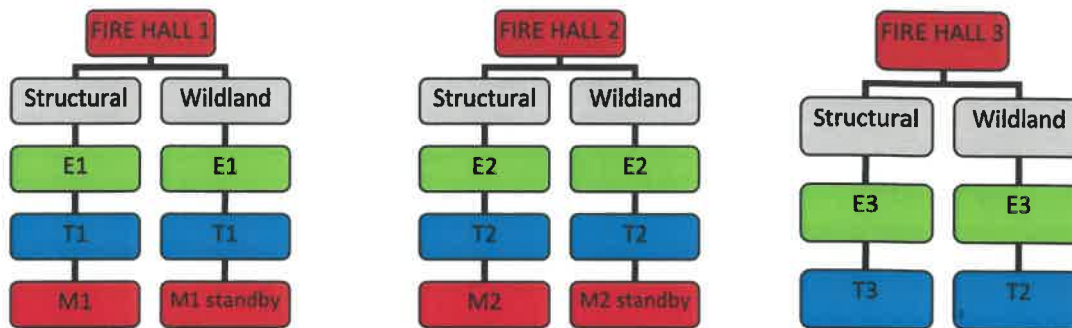 FIRE HALL 1
Structural
Wildland
E1
E1
T1
T1
M1
M1 standby
FIRE HALL 2
Structural
Wildland
E2
E2
T2
T2
M2
M2 standby
FIRE HALL 3
Structural
Wildland
E3
E3
T3
T2